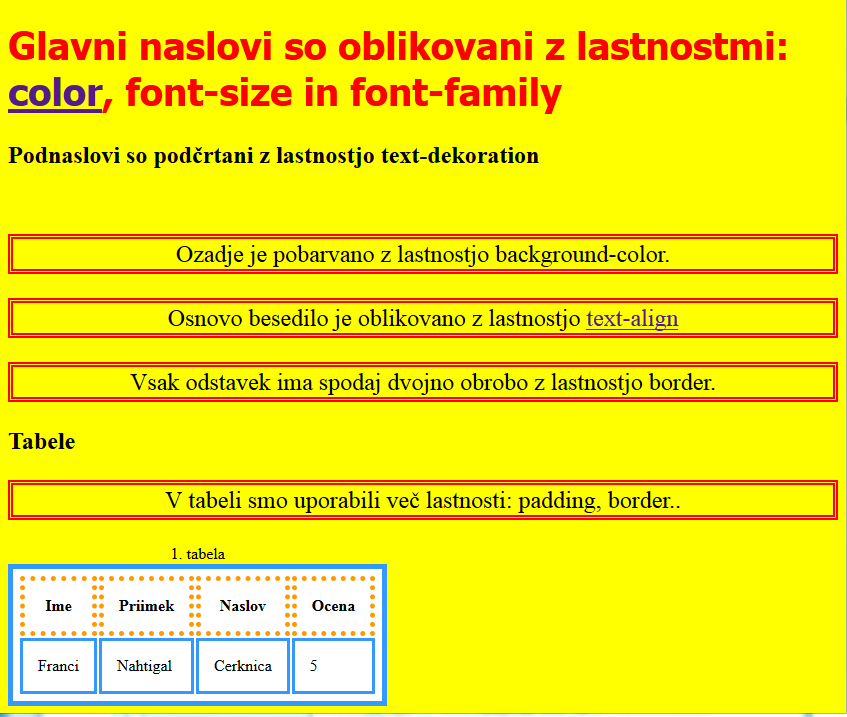 Glavni naslovi so oblikovani z lastnostmi:
color, font-size in font-family
Podnaslovi so podčrtani z lastnostjo text-dekoration
Ozadje je pobarvano z lastnostjo background-color.
Osnovo besedilo je oblikovano z lastnostjo text-align
Vsak odstavek ima spodaj dvojno obrobo z lastnostjo border.
Tabele
V tabeli smo uporabili več lastnosti: padding, border..
1. tabela
Ime Priimek Naslov Ocena
Franci Nahtigal Cerknica 5